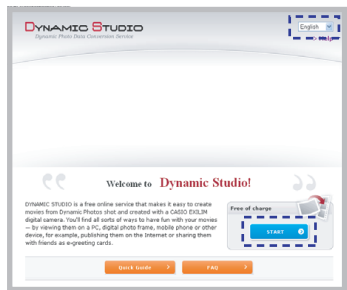 DYNAMIC STUDIO
Dynamic Photo Data Conversion Service
English
Help
Welcome to Dynamic Studio!
DYNAMIC STUDIO is a free online service that makes it easy to create
movies from Dynamic Photos shot and created with a CASIO EXILIM
digital camera. You'll find all sorts of ways to have fun with your movies
— by viewing them on a PC, digital photo frame, mobile phone or other
device, for example, publishing them on the Internet or sharing them
with friends as e-greeting cards.
Free of charge
START
Quick Guide
FAQ